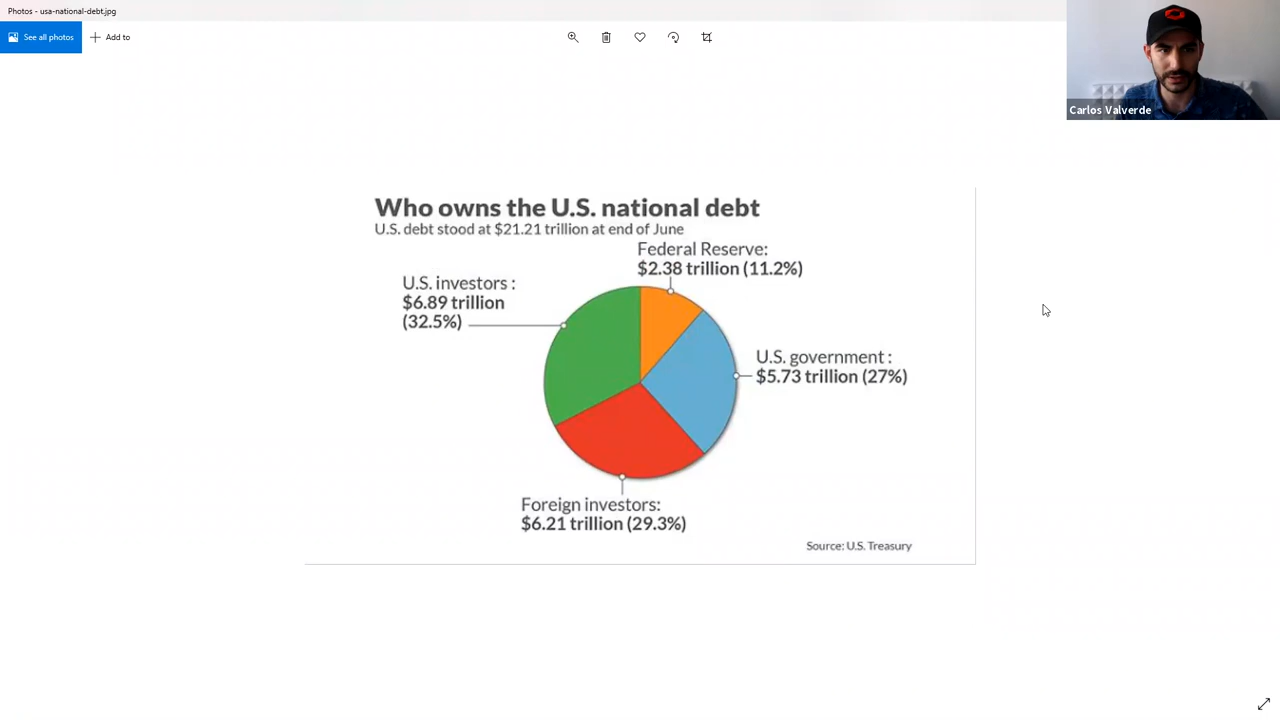 Photos - usa-national-debt.jpg
See all photos
Add to
Carlos Valverde
Who owns the U.S. national debt
U.S. debt stood at $21.21 trillion at end of June
Federal Reserve:
$2.38 trillion (11.2%)
U.S. investors :
$6.89 trillion
(32.5%)
U.S. government :
$5.73 trillion (27%)
Foreign investors:
$6.21 trillion (29.3%)
Source: U.S. Treasury